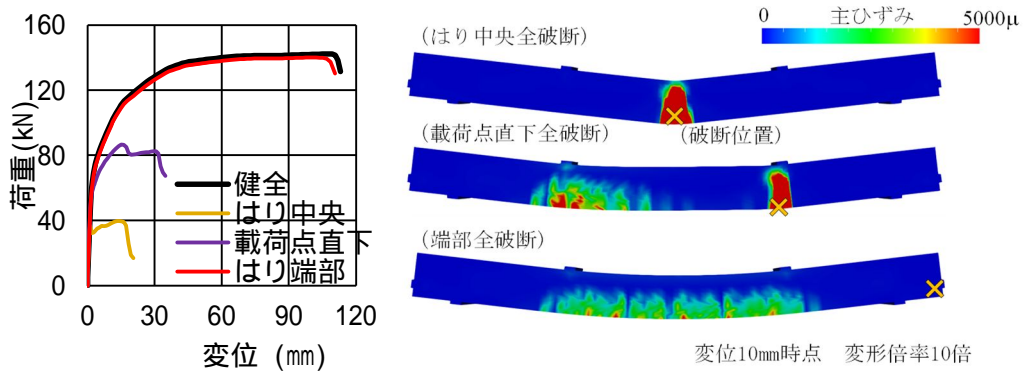 160
120
80
40
0
荷重(kN)
健全
はり中央
載荷点直下
はり端部
0 30 60 90 120
変位 (㎜)
0 主ひずみ 5000μ
(はり中央全破断)
(載荷点直下全破断) (破断位置)
(端部全破断)
変位10mm時点 変形倍率10倍